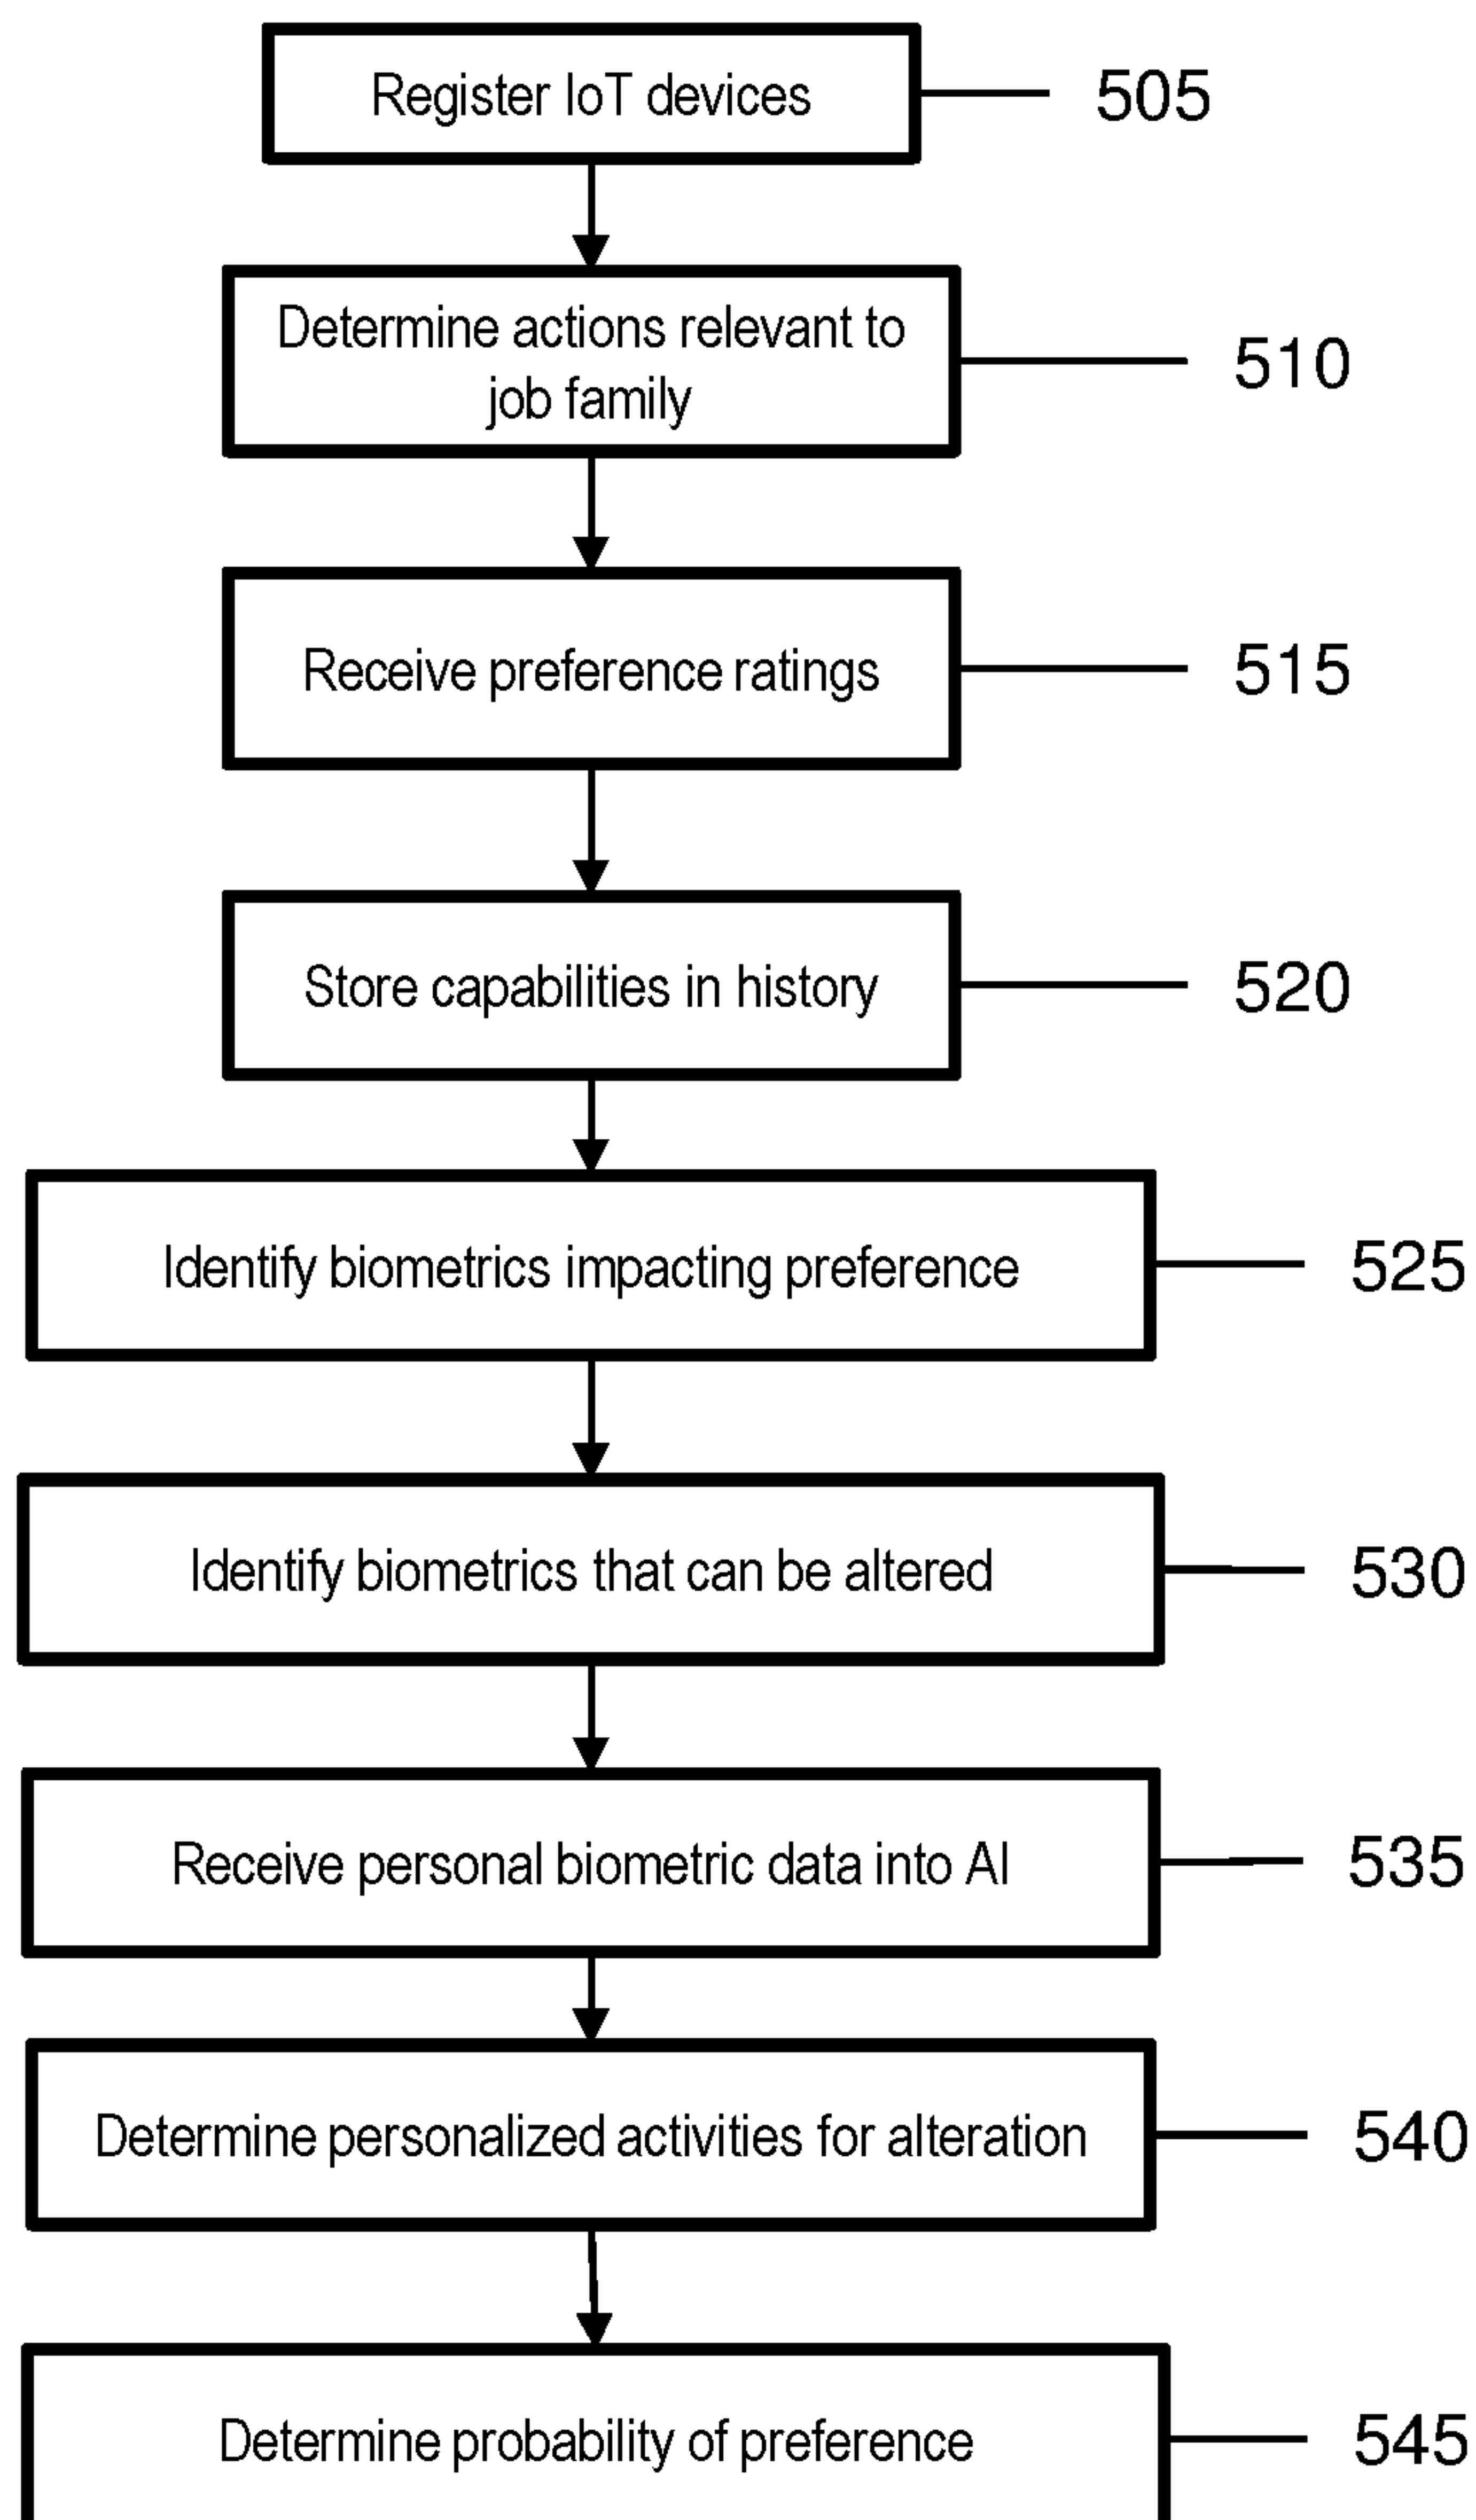 Register IoT devices
505
Determine actions relevant to
job family
510
Receive preference ratings
515
Store capabilities in history
520
Identify biometrics impacting preference
525
Identify biometrics that can be altered
530
Receive personal biometric data into AI
535
Determine personalized activities for alteration
540
Determine probability of preference
545